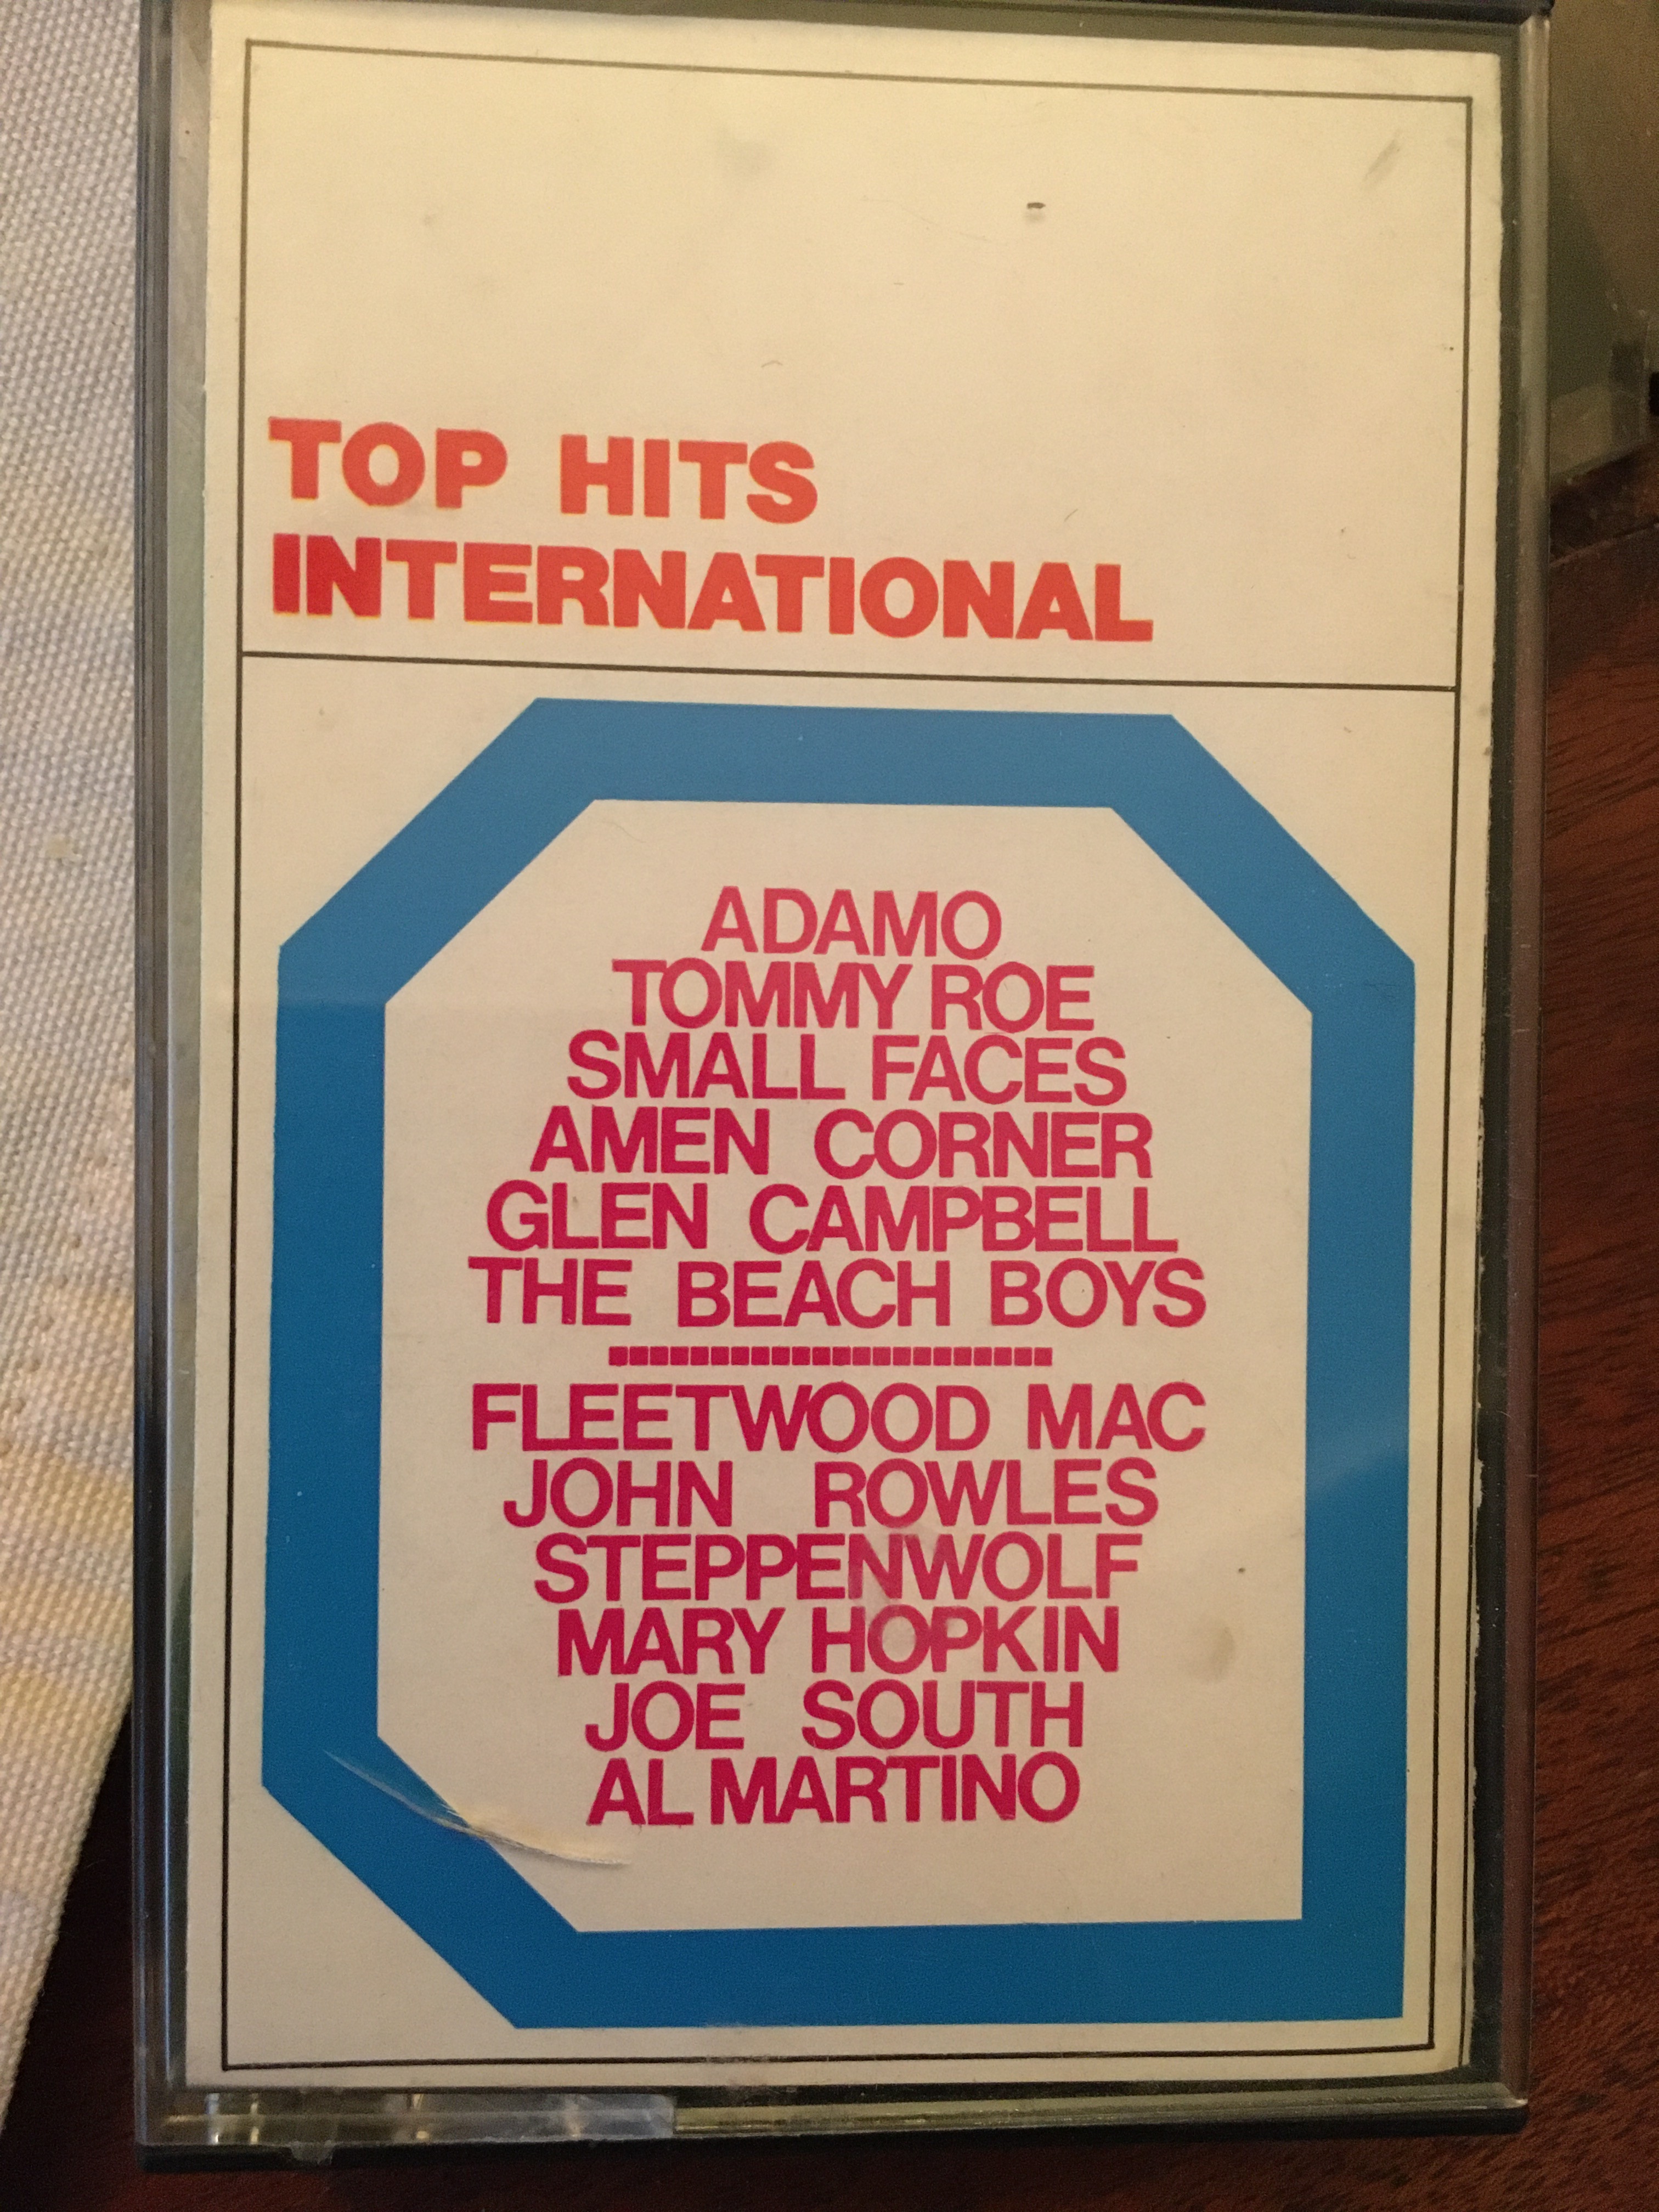 TOP HITS
INTERNATIONAL
ADAMO
TOMMY ROE
SMALL FACES
AMEN CORNER
GLEN CAMPBELL
THE BEACH BOYS
FLEETWOOD MAC
JOHN ROWLES
STEPPENWOLF
MARY HOPKIN
JOE SOUTH
AL MARTINO